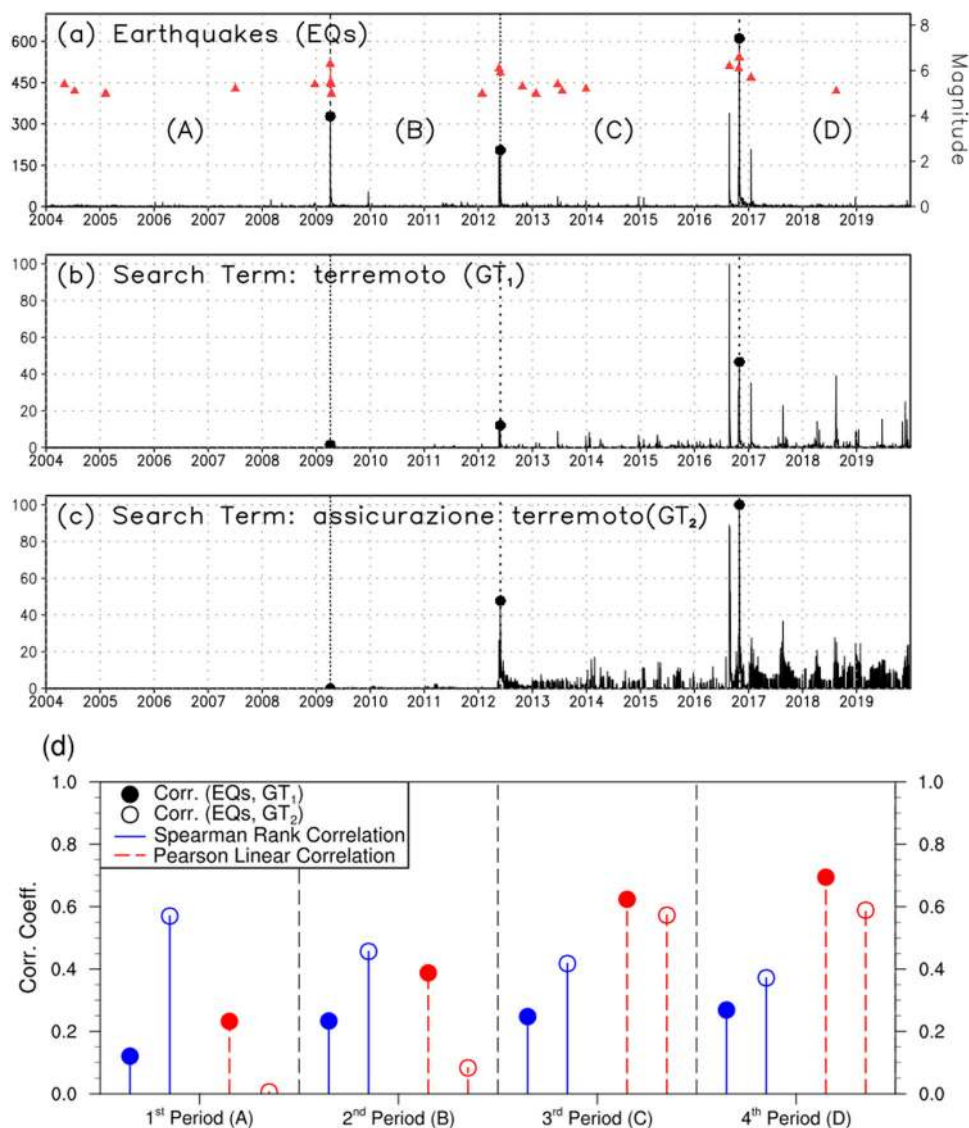 (a) Earthquakes (EQs)
8
600
6
450
(A) (B) (C) (D)
300
4
150
2
0
0
Magnitude
2004 2005 2006 2007 2008 2009 2010 2011 2012 2013 2014 2015 2016 2017 2018 2019
100
(b) Search Term: terremoto (GT₁)
80
60
40
20
0
2004 2005 2006 2007 2008 2009 2010 2011 2012 2013 2014 2015 2016 2017 2018 2019
100
(c) Search Term: assicurazione terremoto(GT₂)
80
60
40
20
0
2004 2005 2006 2007 2008 2009 2010 2011 2012 2013 2014 2015 2016 2017 2018 2019
(d)
1.0 1.0
Corr. (EQs, GT₁)
Corr. (EQs, GT₂)
Spearman Rank Correlation
Pearson Linear Correlation
0.8 0.8
0.6 0.6
0.4 0.4
0.2 0.2
0.0 0.0
Corr. Coeff.
1st Period (A) 2nd Period (B) 3rd Period (C) 4th Period (D)